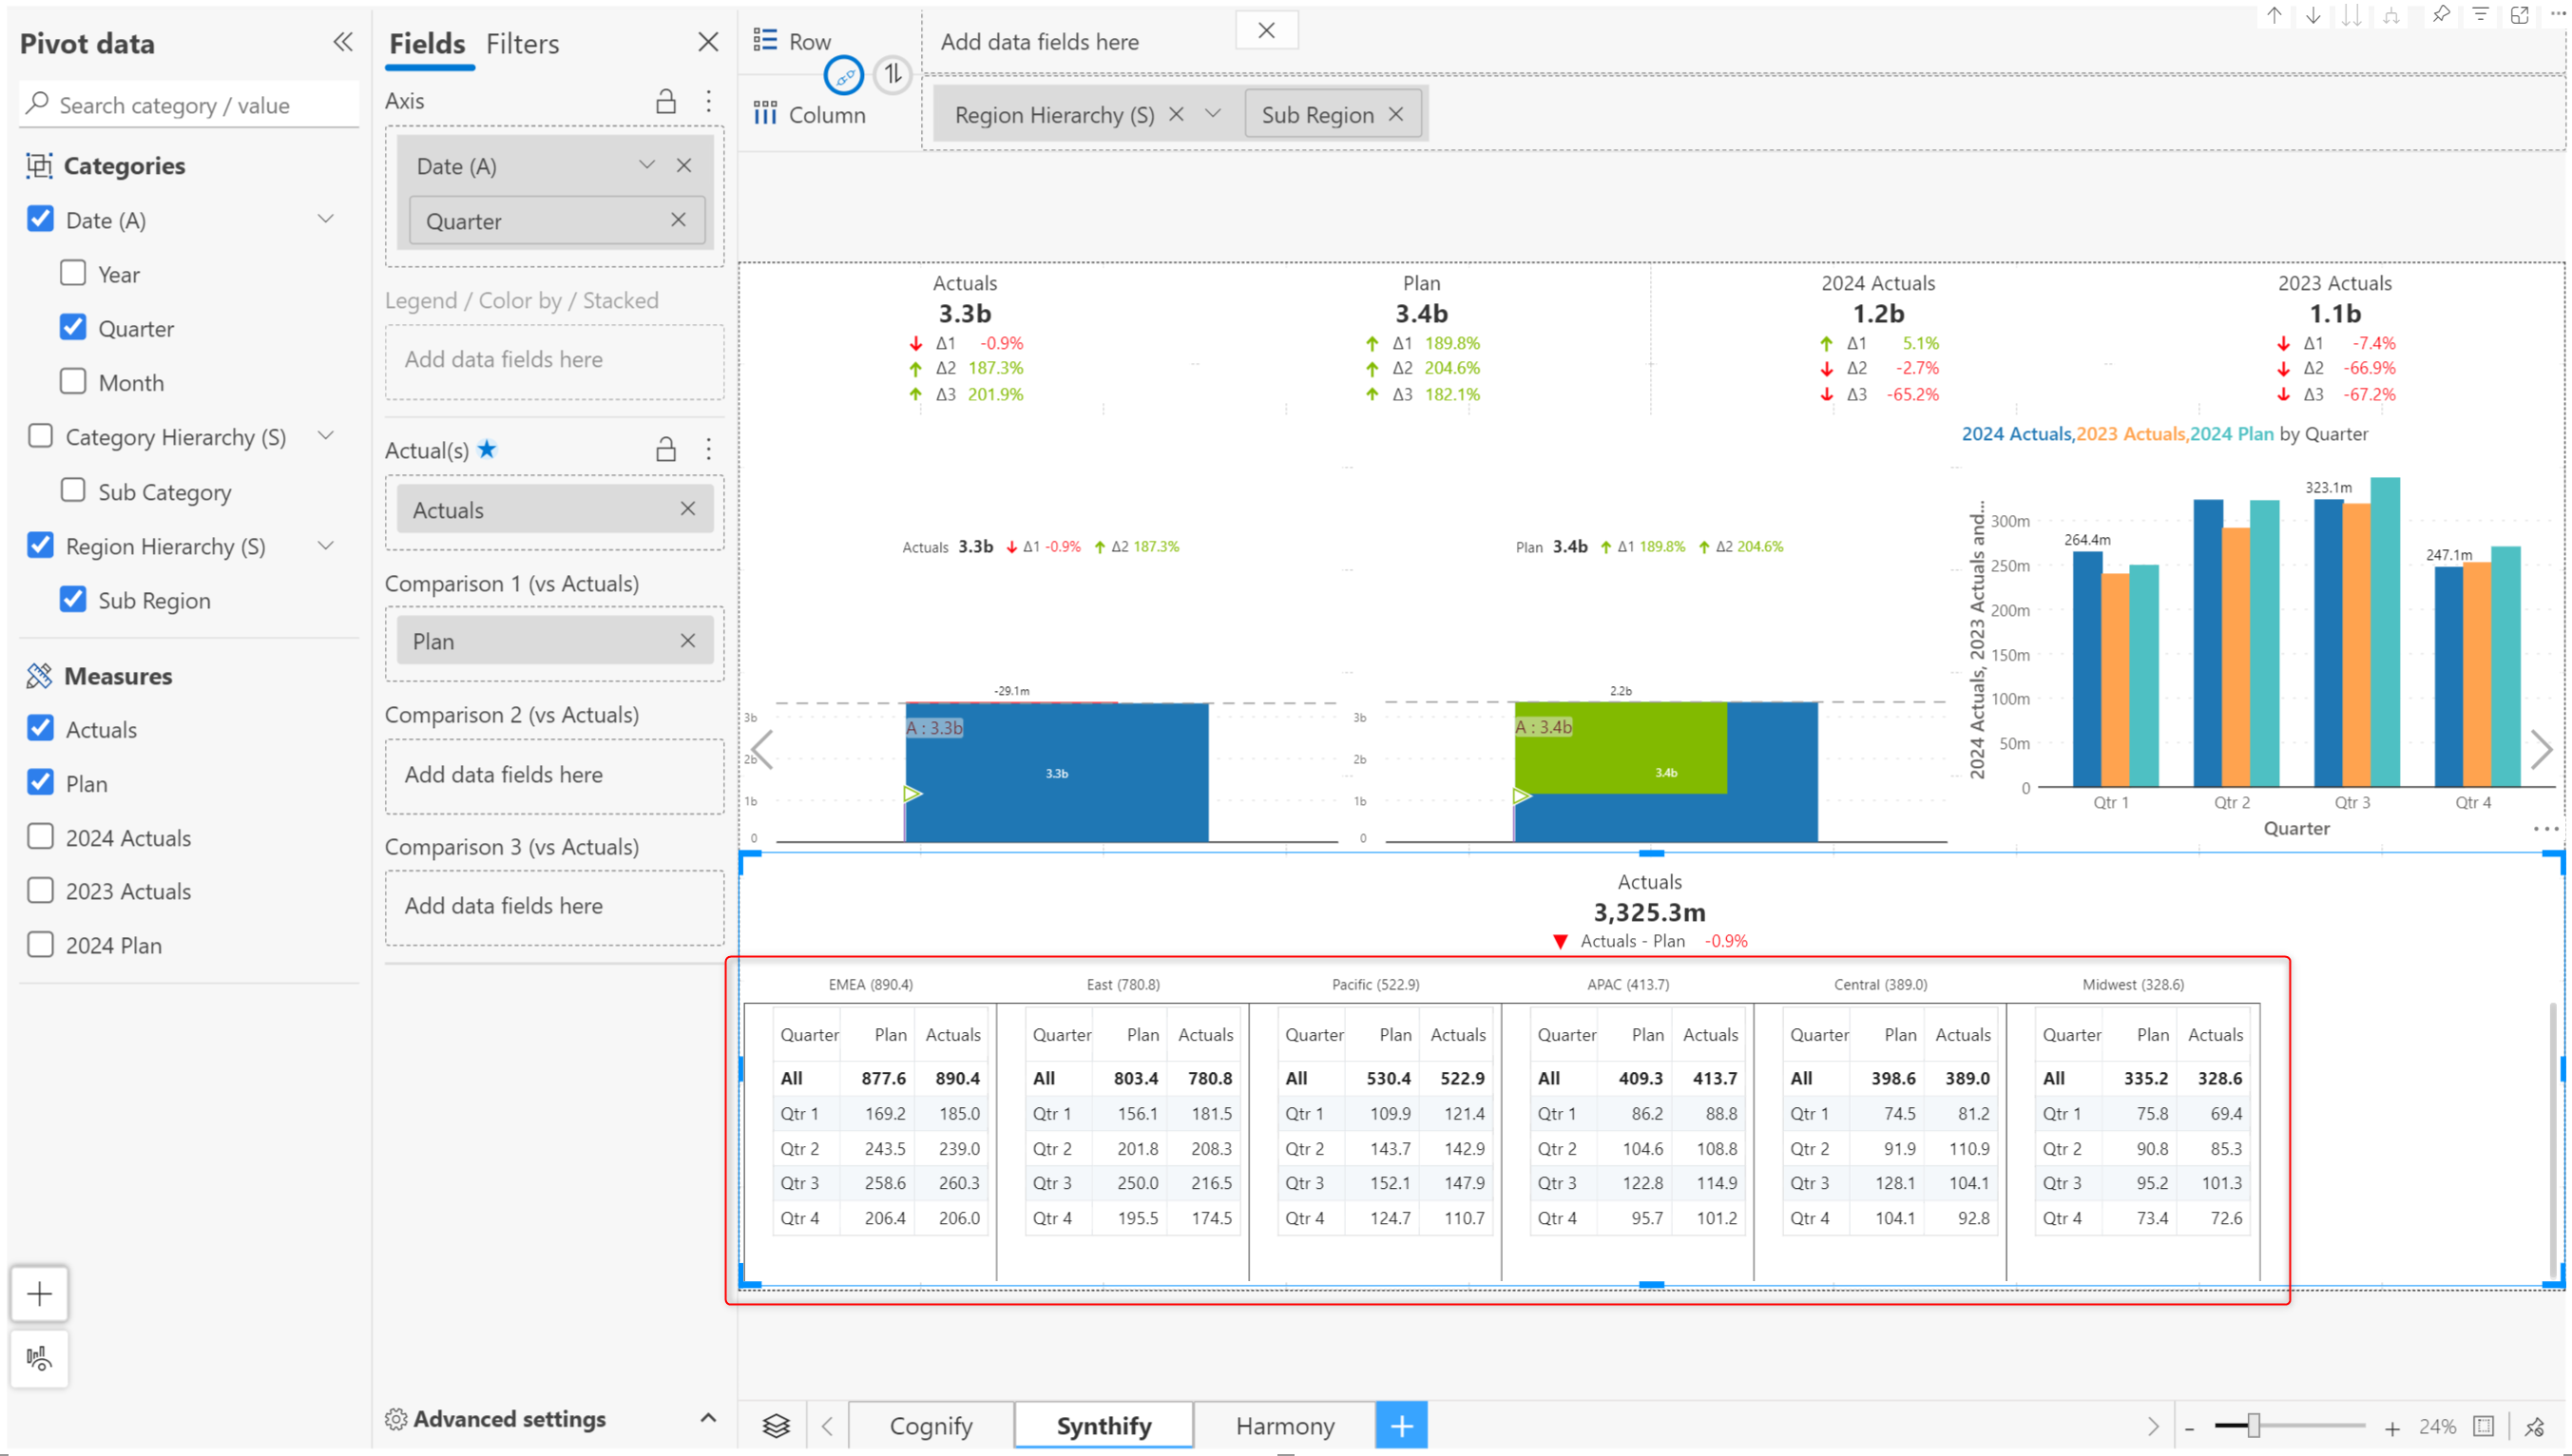 Pivot data
Search category / value
Categories
Date (A)
Year
Quarter
Month
Category Hierarchy (S)
Sub Category
Region Hierarchy (S)
Sub Region
Measures
Actuals
Plan
2024 Actuals
2023 Actuals
2024 Plan
Fields Filters
Axis
Date (A)
Quarter
Legend / Color by / Stacked
Add data fields here
Actual(s)
Actuals
Comparison 1 (vs Actuals)
Plan
Comparison 2 (vs Actuals)
Add data fields here
Comparison 3 (vs Actuals)
Add data fields here
Advanced settings
Row Add data fields here
Column Region Hierarchy (S) Sub Region
Actuals
3.3b
Δ1 -0.9%
Δ2 187.3%
Δ3 201.9%
Plan
3.4b
Δ1 189.8%
Δ2 204.6%
Δ3 182.1%
2024 Actuals
1.2b
Δ1 5.1%
Δ2 -2.7%
Δ3 -65.2%
2023 Actuals
1.1b
Δ1 -7.4%
Δ2 -66.9%
Δ3 -67.2%
Actuals 3.3b Δ1 -0.9% Δ2 187.3%
-29.1m
3b
2b
1b
0
A : 3.3b
3.3b
Plan 3.4b Δ1 189.8% Δ2 204.6%
2.2b
3b
2b
1b
0
A : 3.4b
3.4b
2024 Actuals,2023 Actuals,2024 Plan by Quarter
2024 Actuals, 2023 Actuals and...
300m
250m
200m
150m
100m
50m
0
264.4m
323.1m
247.1m
Qtr 1 Qtr 2 Qtr 3 Qtr 4
Quarter
Actuals
3,325.3m
Actuals - Plan -0.9%
EMEA (890.4) East (780.8) Pacific (522.9) APAC (413.7) Central (389.0) Midwest (328.6)
Quarter Plan Actuals Quarter Plan Actuals Quarter Plan Actuals Quarter Plan Actuals Quarter Plan Actuals Quarter Plan Actuals
All 877.6 890.4 All 803.4 780.8 All 530.4 522.9 All 409.3 413.7 All 398.6 389.0 All 335.2 328.6
Qtr 1 169.2 185.0 Qtr 1 156.1 181.5 Qtr 1 109.9 121.4 Qtr 1 86.2 88.8 Qtr 1 74.5 81.2 Qtr 1 75.8 69.4
Qtr 2 243.5 239.0 Qtr 2 201.8 208.3 Qtr 2 143.7 142.9 Qtr 2 104.6 108.8 Qtr 2 91.9 110.9 Qtr 2 90.8 85.3
Qtr 3 258.6 260.3 Qtr 3 250.0 216.5 Qtr 3 152.1 147.9 Qtr 3 122.8 114.9 Qtr 3 128.1 104.1 Qtr 3 95.2 101.3
Qtr 4 206.4 206.0 Qtr 4 195.5 174.5 Qtr 4 124.7 110.7 Qtr 4 95.7 101.2 Qtr 4 104.1 92.8 Qtr 4 73.4 72.6
Cognify Synthify Harmony + - + 24%